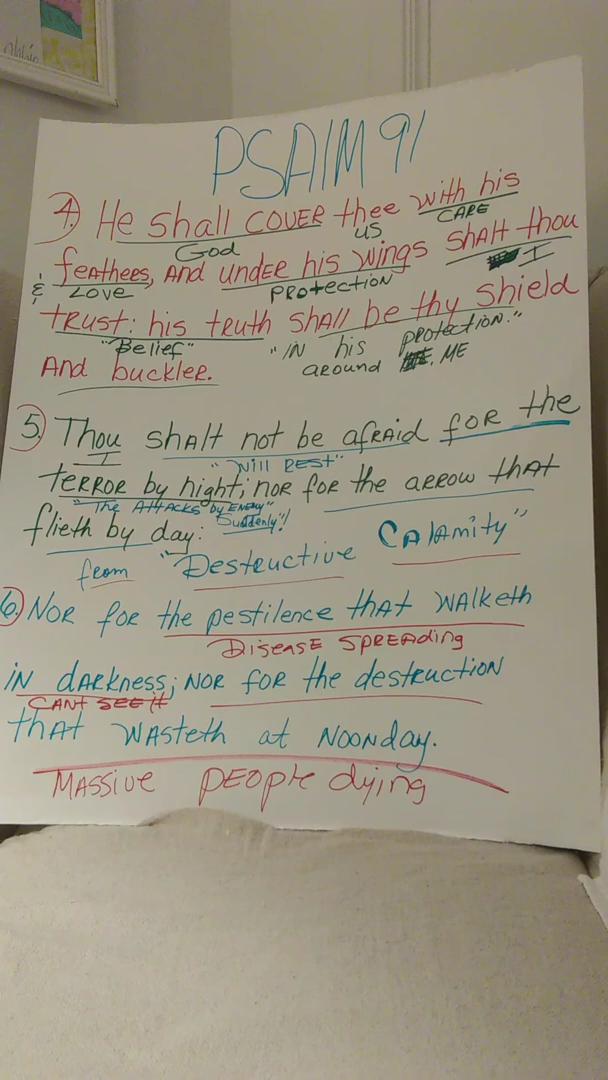 PSAlM 91
4. He shall COVER thee with his
God us CARE
feathers, And under his wings shalt thou
& LOVE PROtection I
trust: his truth shall be thy shield
"Belief" "IN his protection."
And buckler. around ME
5. Thou shalt not be afraid for the
I "Will REST"
terror by night; nor for the arrow that
"The Attacks by Enemy" Suddenly"!
flieth by day:
from "Destructive Calamity"
6. Nor for the pestilence that walketh
Disease SPREAding
in darkness; nor for the destruction
CANT SEE it
that wasteth at Noonday.
Massive people dying